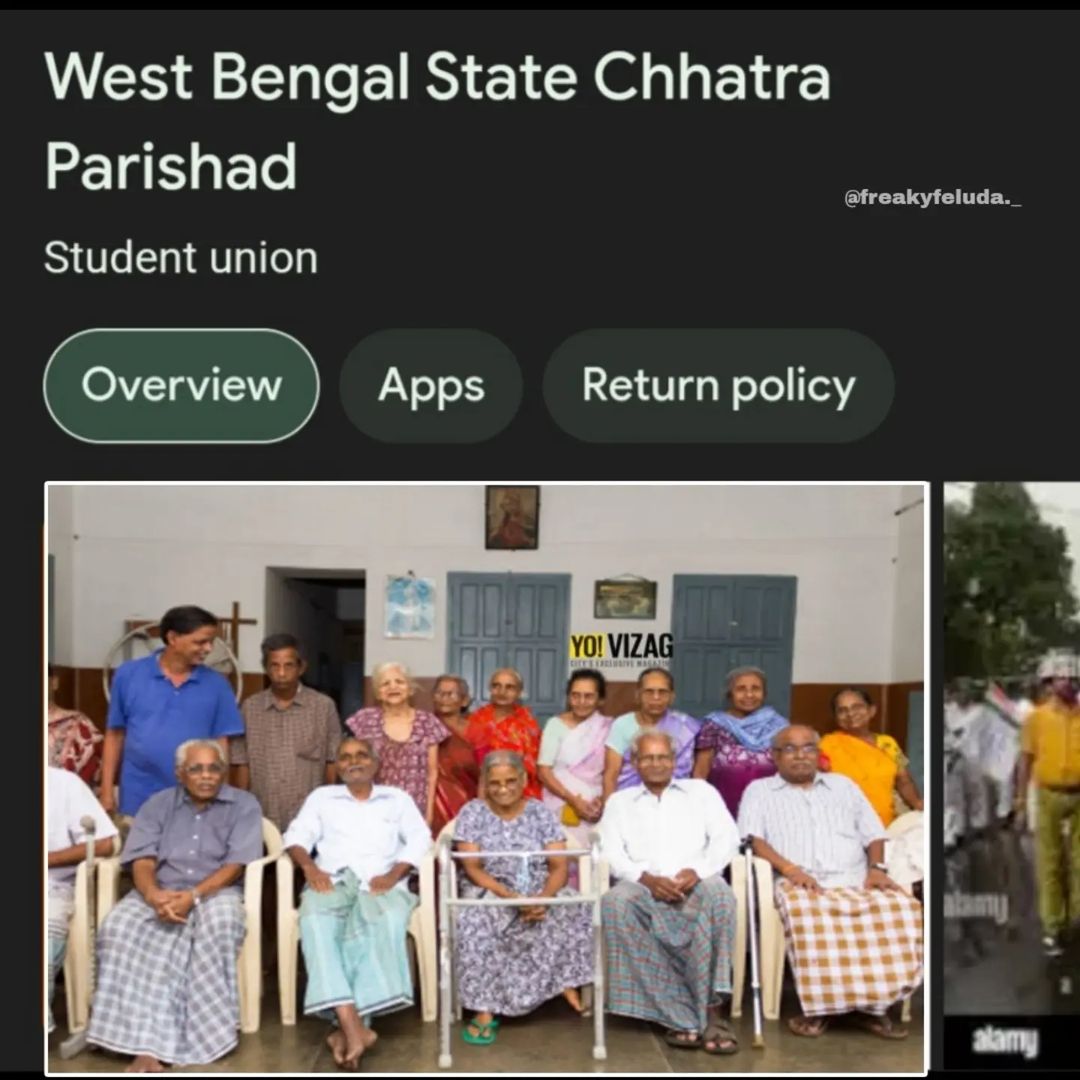 West Bengal State Chhatra
Parishad
@freakyfeluda._
Student union
Overview Apps Return policy
YO! VIZAG
CITY'S EXCLUSIVE MAGAZINE
alamy
alamy